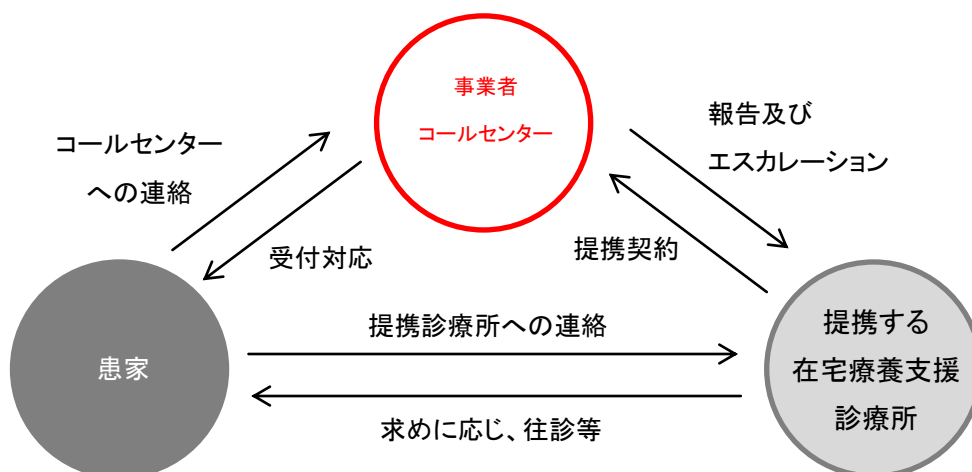 事業者
コールセンター
コールセンター
への連絡
報告及び
エスカレーション
受付対応
提携契約
患家
提携診療所への連絡
求めに応じ、往診等
提携する
在宅療養支援
診療所